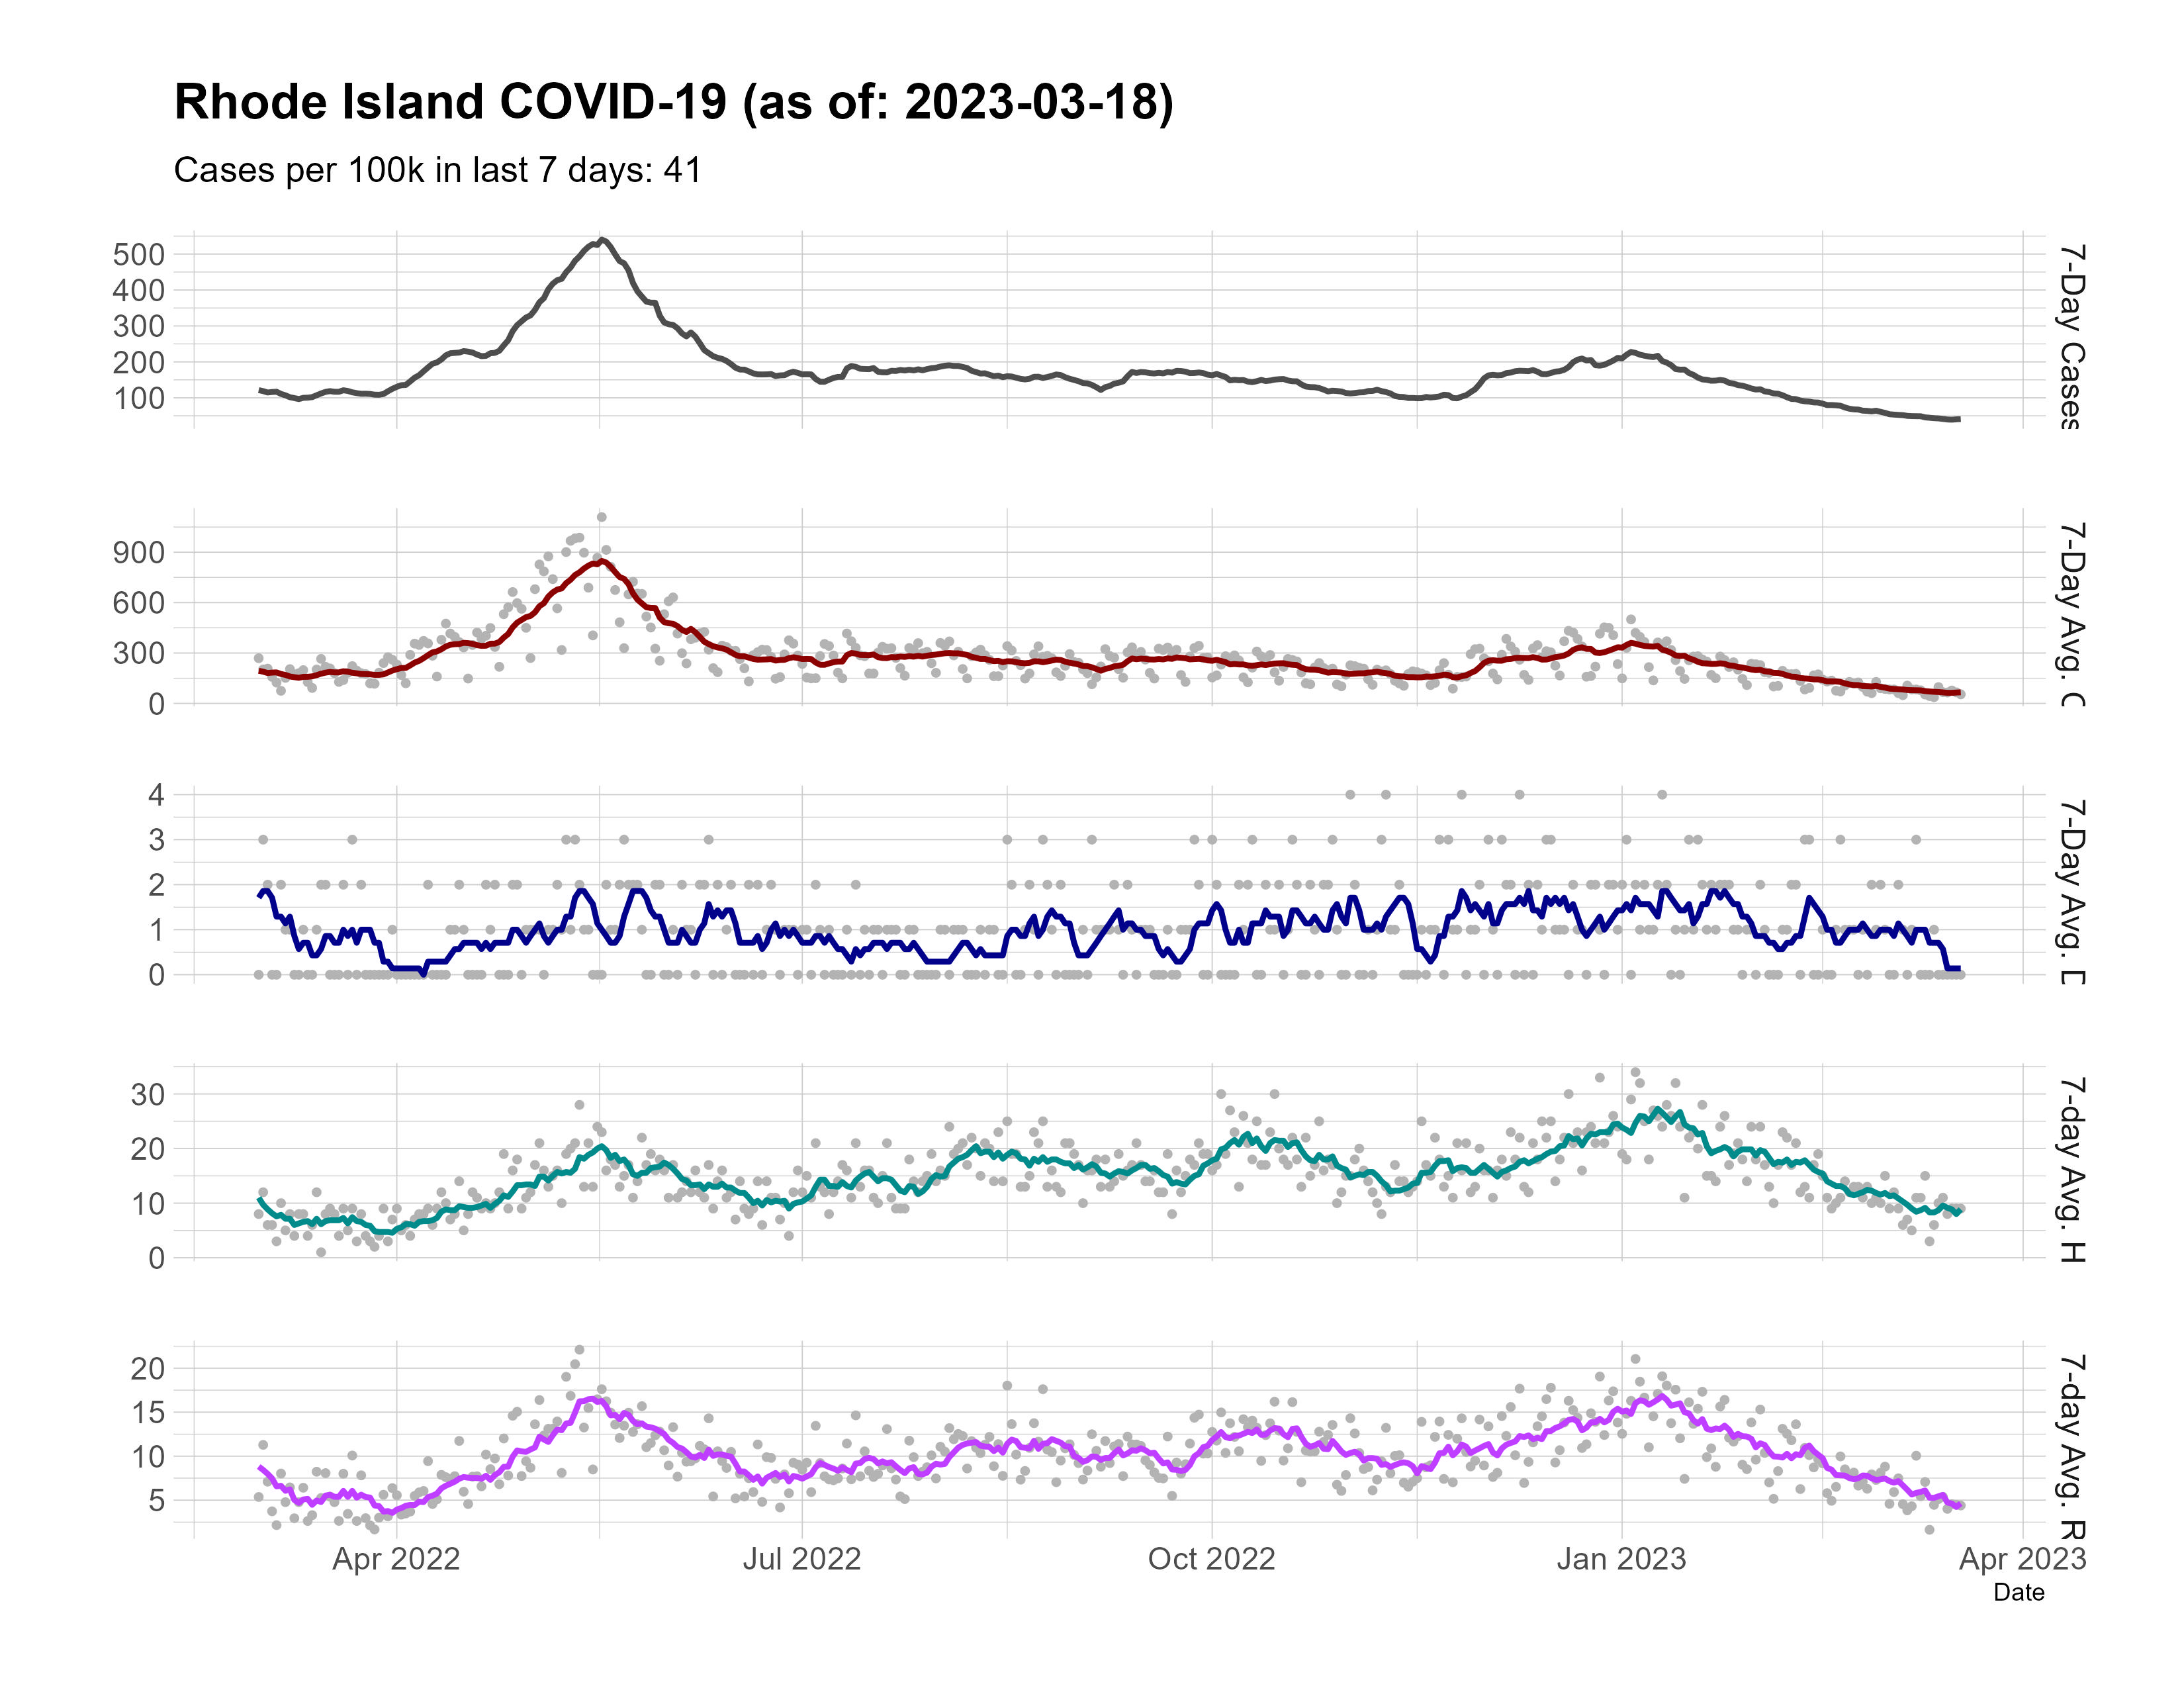 Rhode Island COVID-19 (as of: 2023-03-18)
Cases per 100k in last 7 days: 41
500
400
300
200
100
7-Day Cases
900
600
300
0
7-Day Avg. C
4
3
2
1
0
7-Day Avg. D
30
20
10
0
7-day Avg. H
20
15
10
5
7-day Avg. R
Apr 2022
Jul 2022
Oct 2022
Jan 2023
Apr 2023
Date